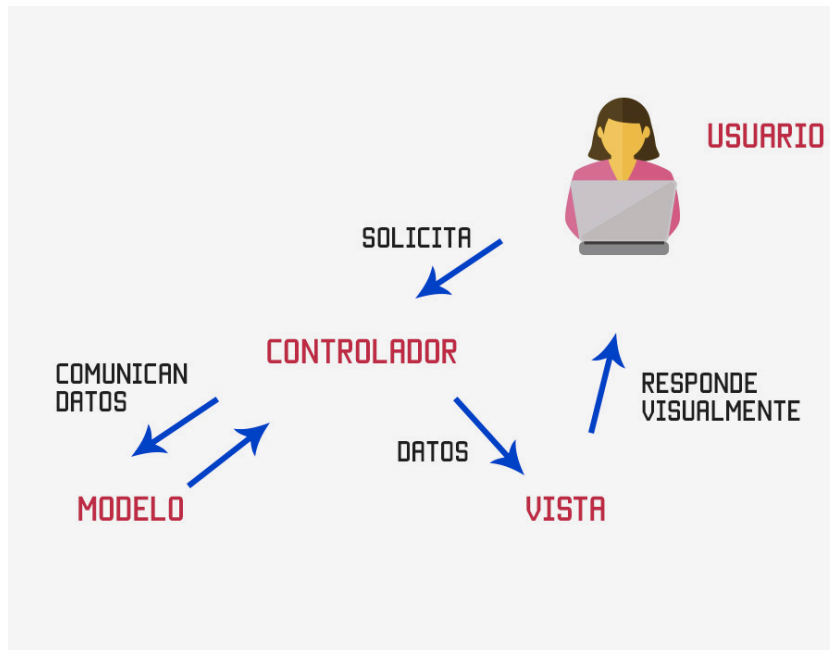 USUARIO
SOLICITA
CONTROLADOR
COMUNICAN
DATOS
RESPONDE
VISUALMENTE
DATOS
MODELO
VISTA